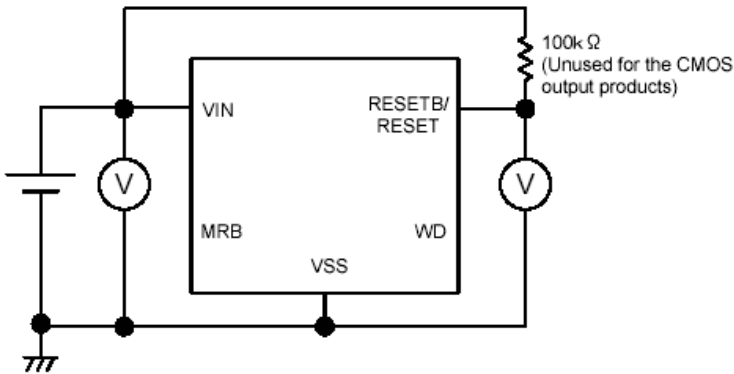 100k Ω
(Unused for the CMOS
output products)
VIN
RESETB/
RESET
V
V
MRB
WD
VSS